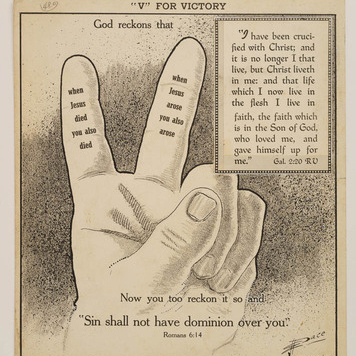 "V" FOR VICTORY
God reckons that
when
Jesus
died
you also
died
when
Jesus
arose
you also
arose
"I have been cruci-
fied with Christ; and
it is no longer I that
live, but Christ liveth
in me: and that life
which I now live in
the flesh I live in
faith, the faith which
is in the Son of God,
who loved me, and
gave himself up for
me."
Gal. 2:20 RV
Now you too reckon it so and
"Sin shall not have dominion over you."
Romans 6:14
Pace